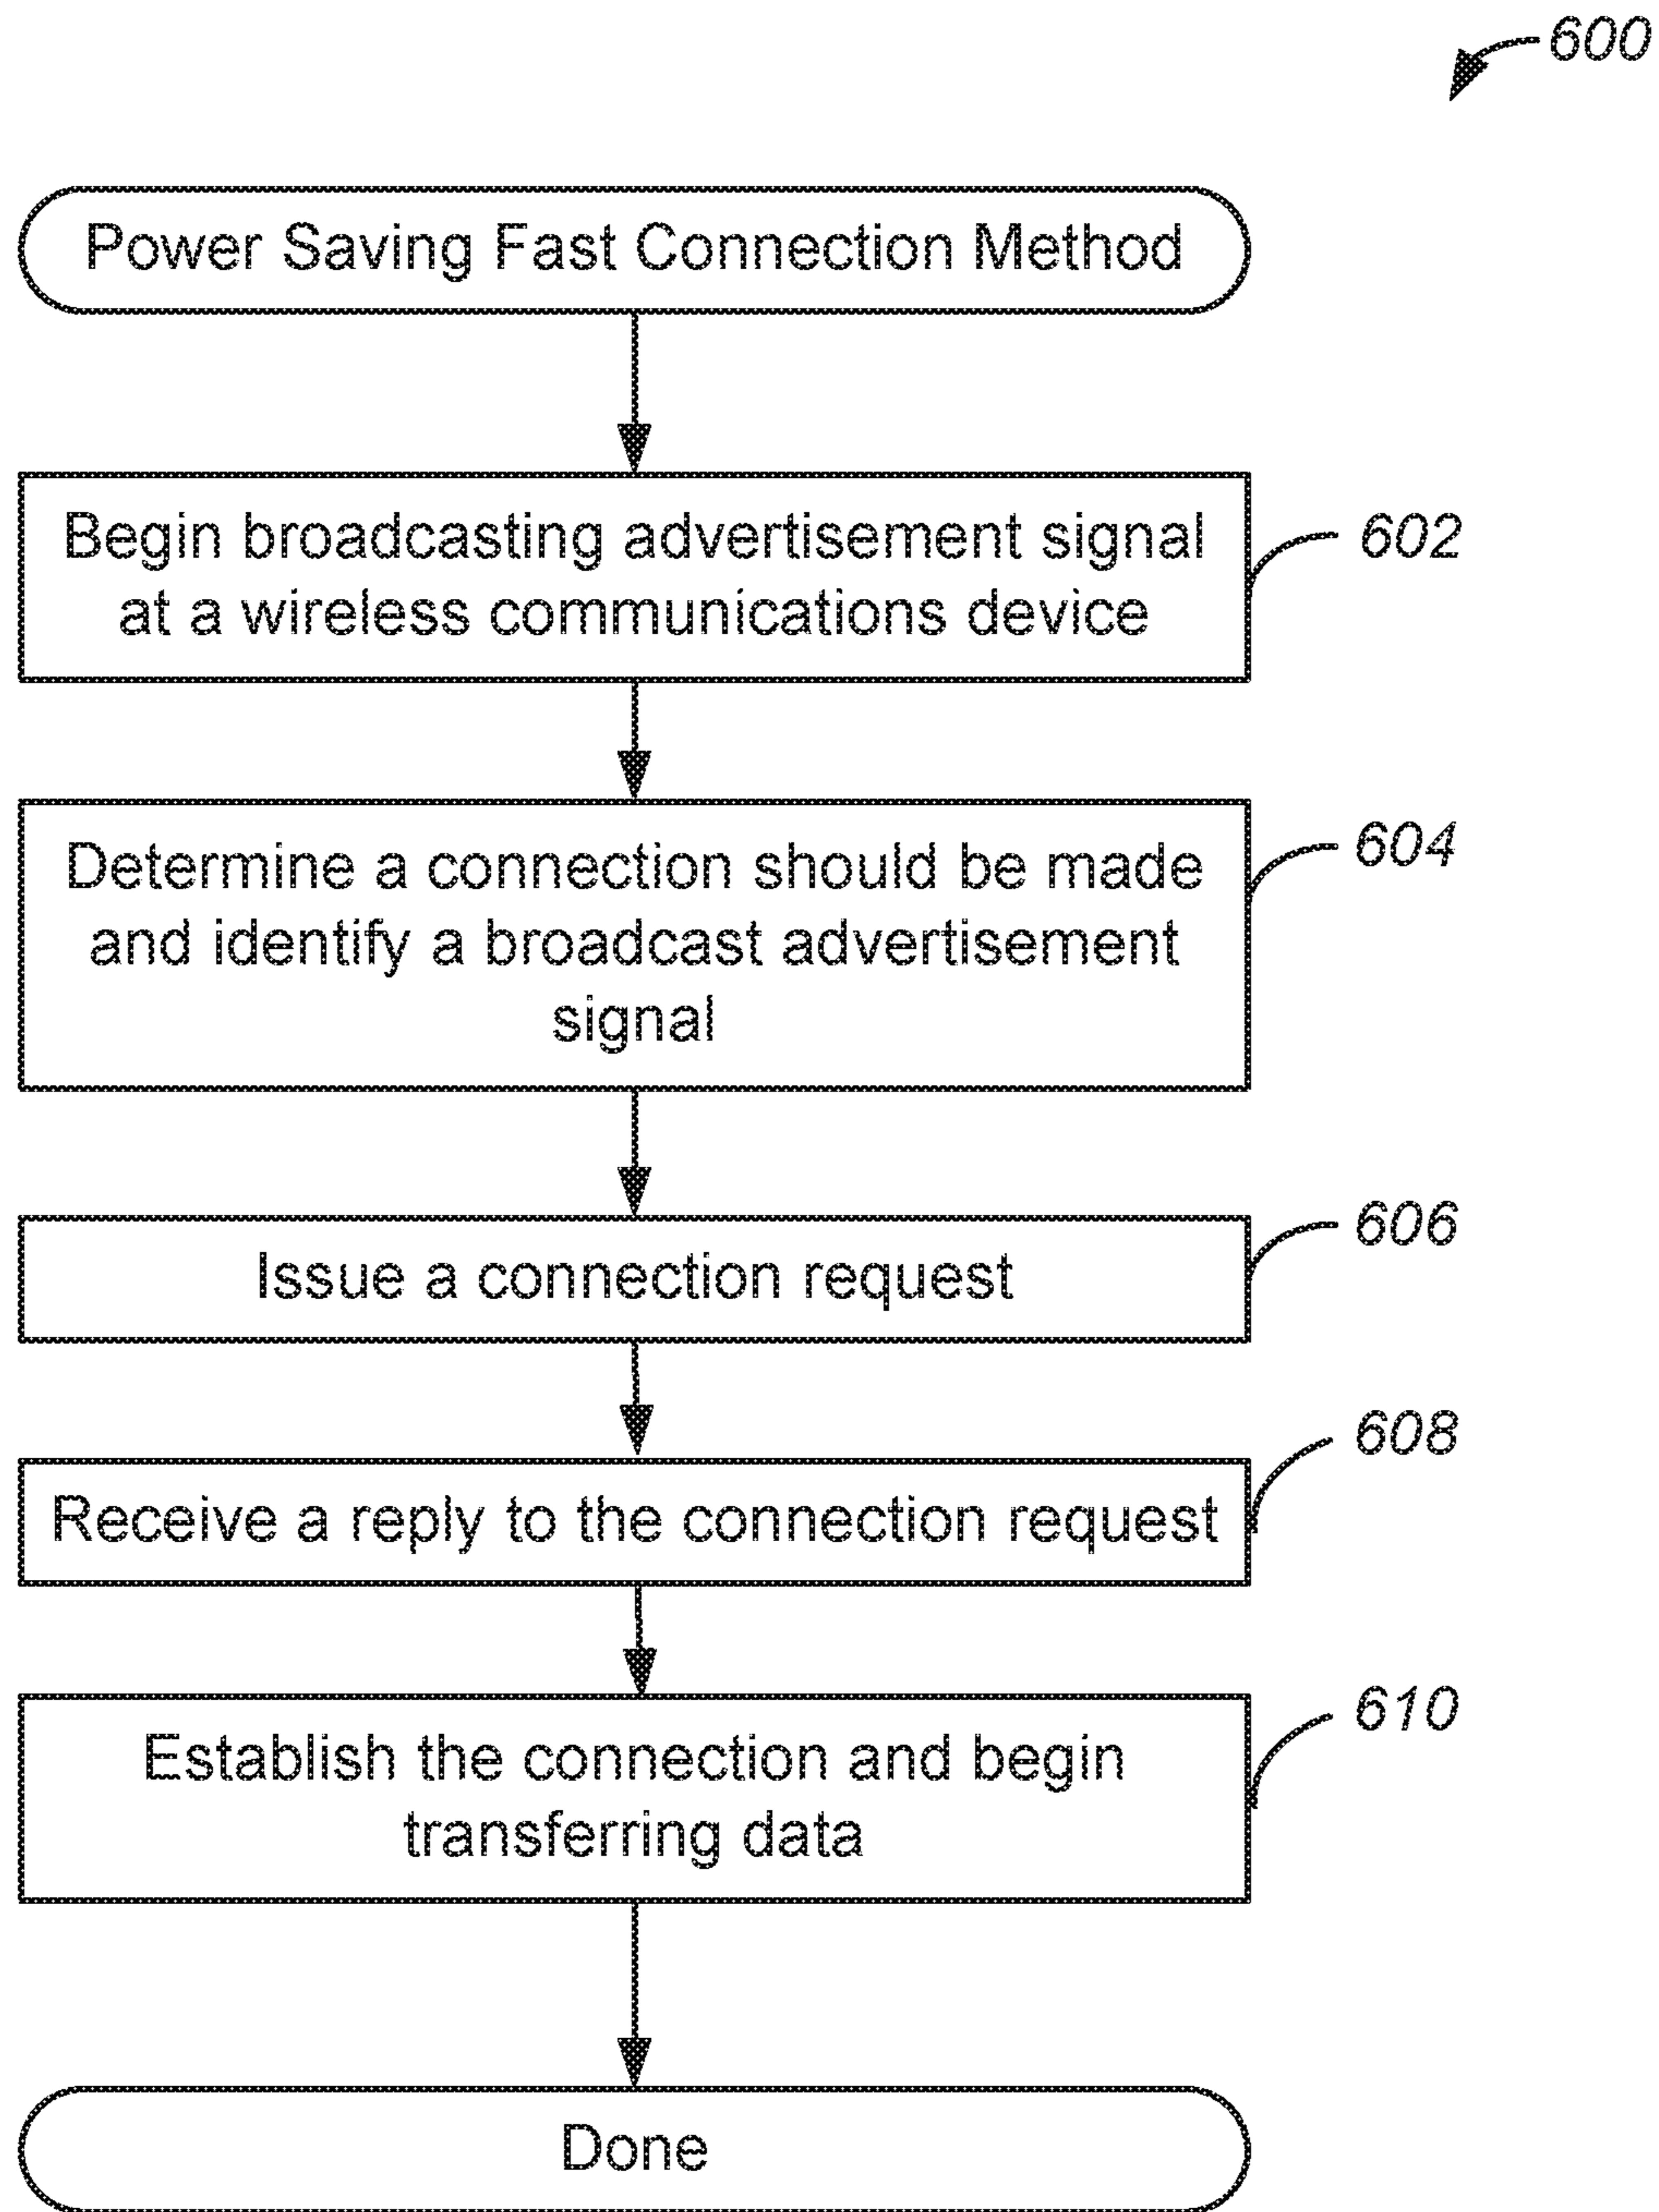 600
Power Saving Fast Connection Method
Begin broadcasting advertisement signal
at a wireless communications device
602
Determine a connection should be made
and identify a broadcast advertisement
signal
604
Issue a connection request
606
Receive a reply to the connection request
608
Establish the connection and begin
transferring data
610
Done